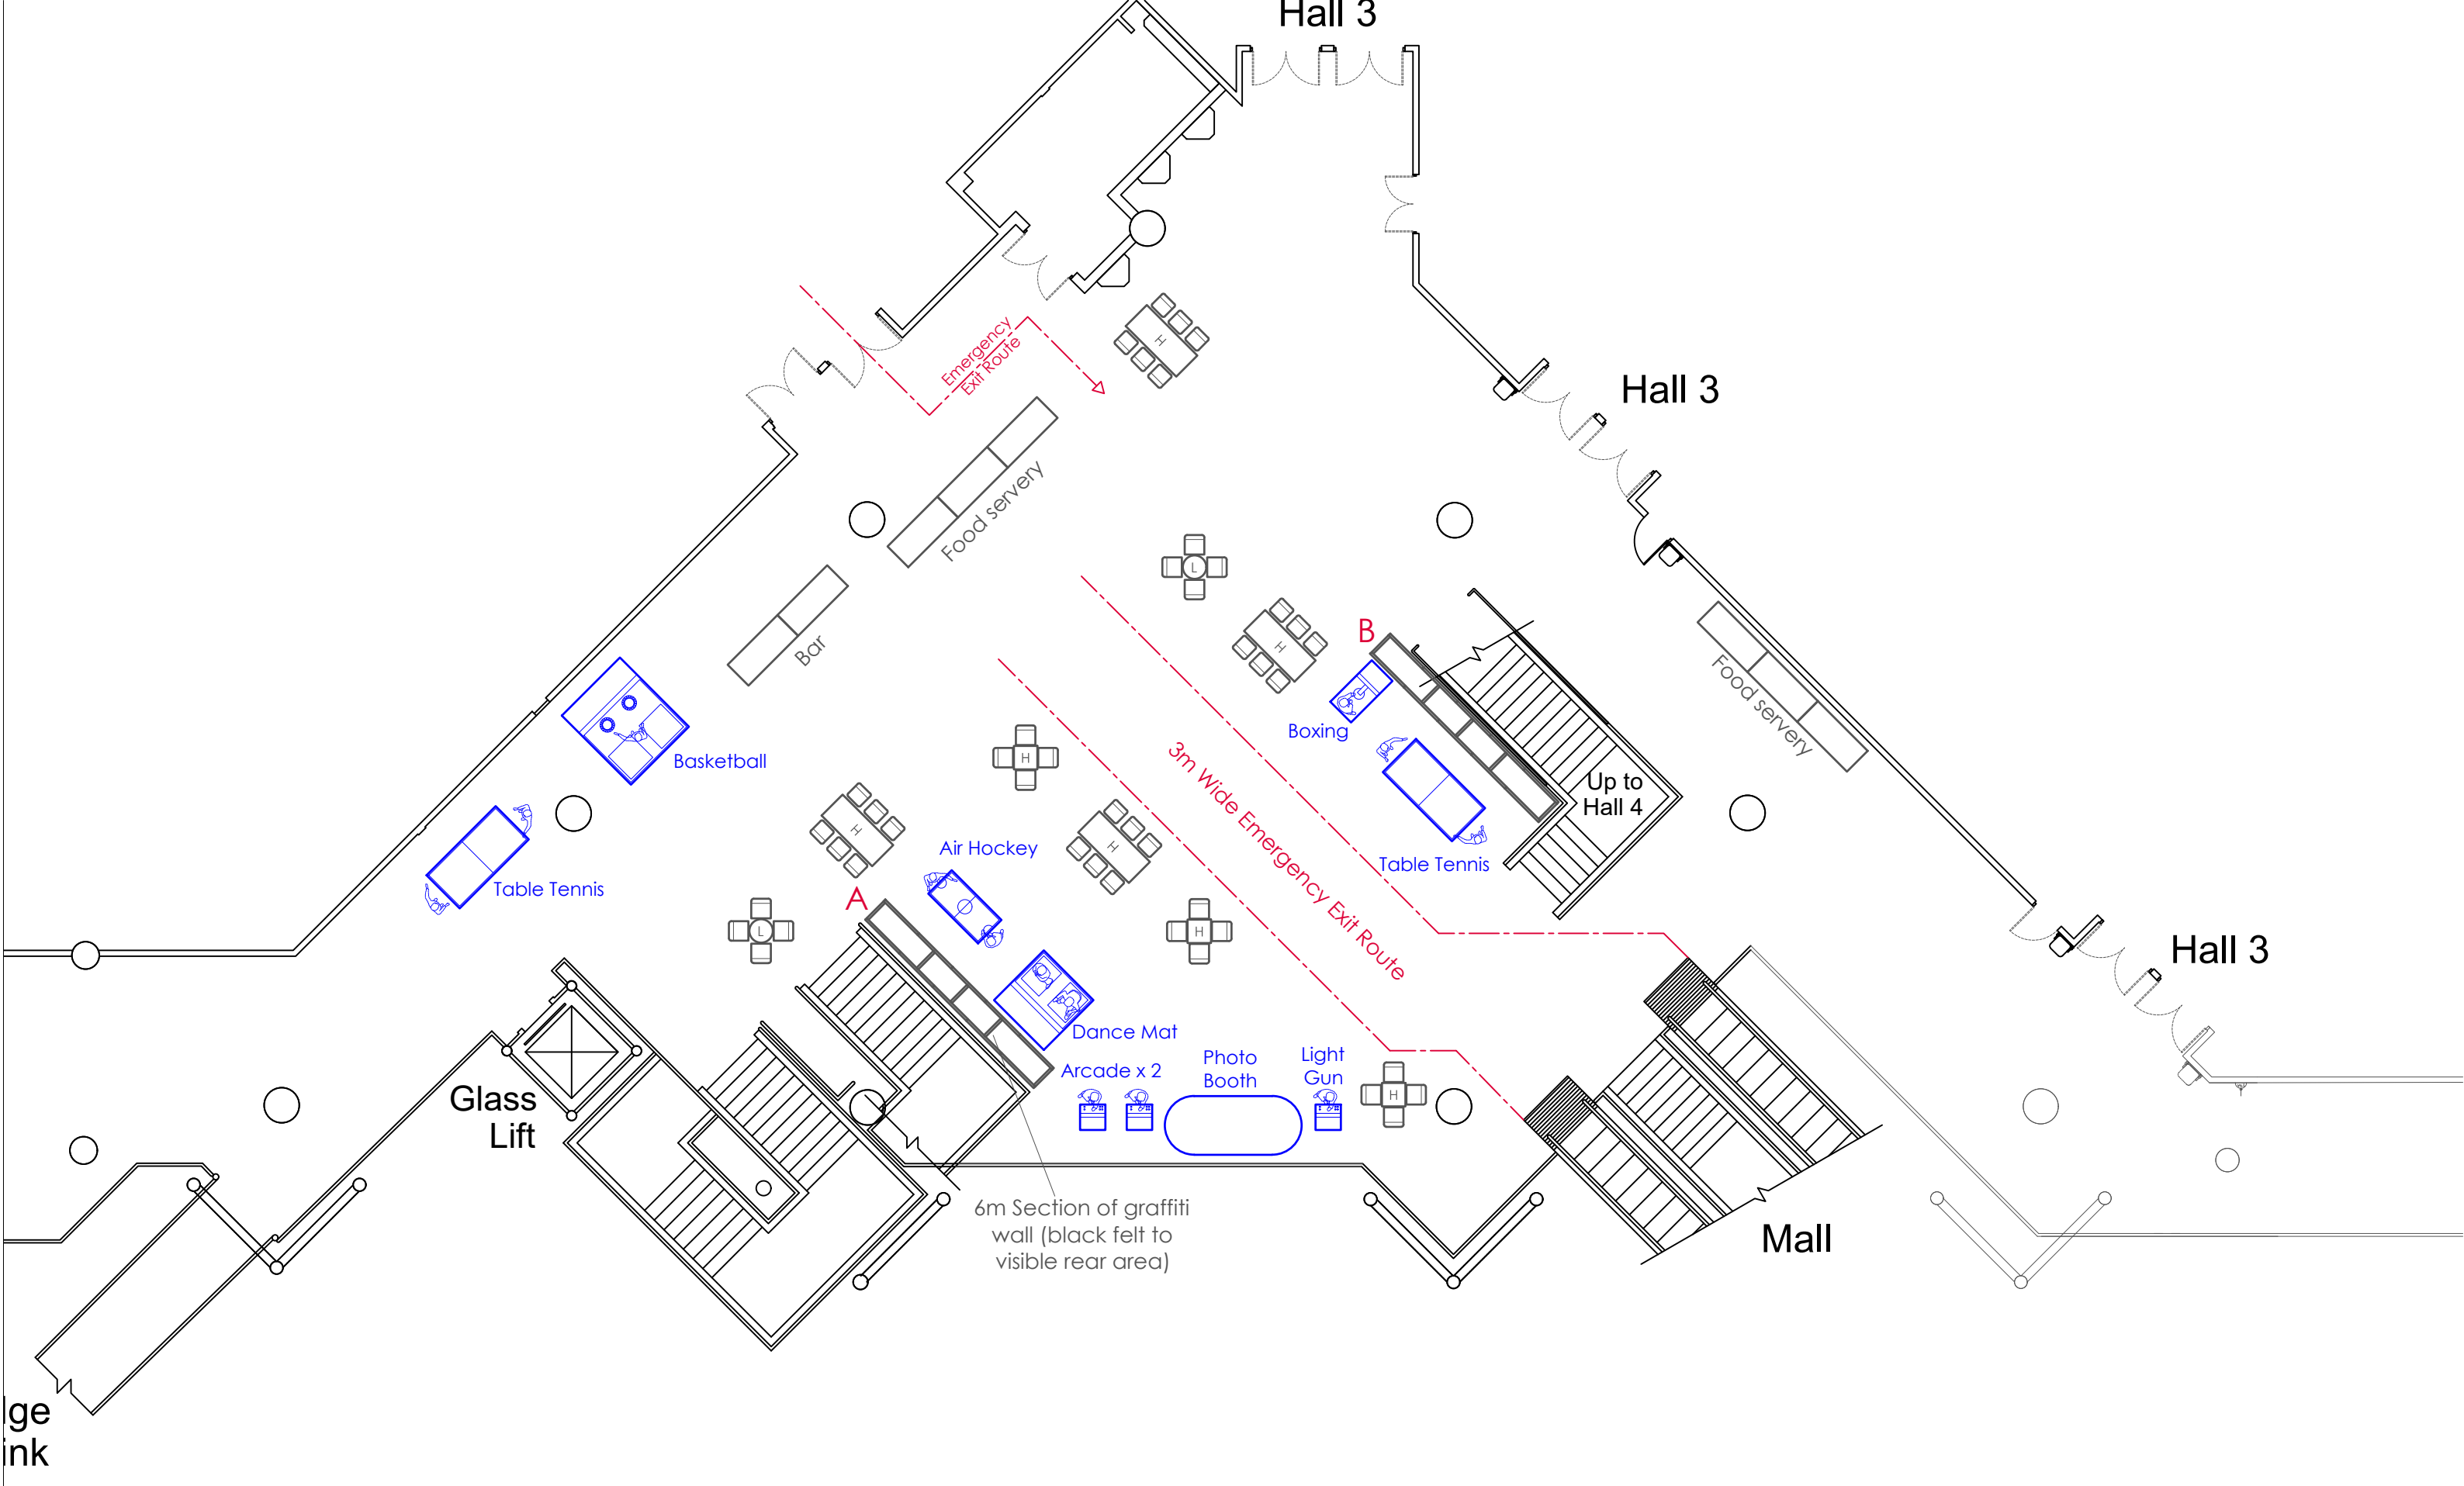 Hall 3
Emergency
Exit Route
H
Hall 3
Food servery
L
H
B
Bar
Food servery
Boxing
Basketball
H
3m Wide Emergency Exit Route
Up to
Hall 4
H
Air Hockey
H
Table Tennis
Table Tennis
A
L
H
Hall 3
Dance Mat
Arcade x 2
Photo
Booth
Light
Gun
H
Glass
Lift
6m Section of graffiti
wall (black felt to
visible rear area)
Mall
ge
ink